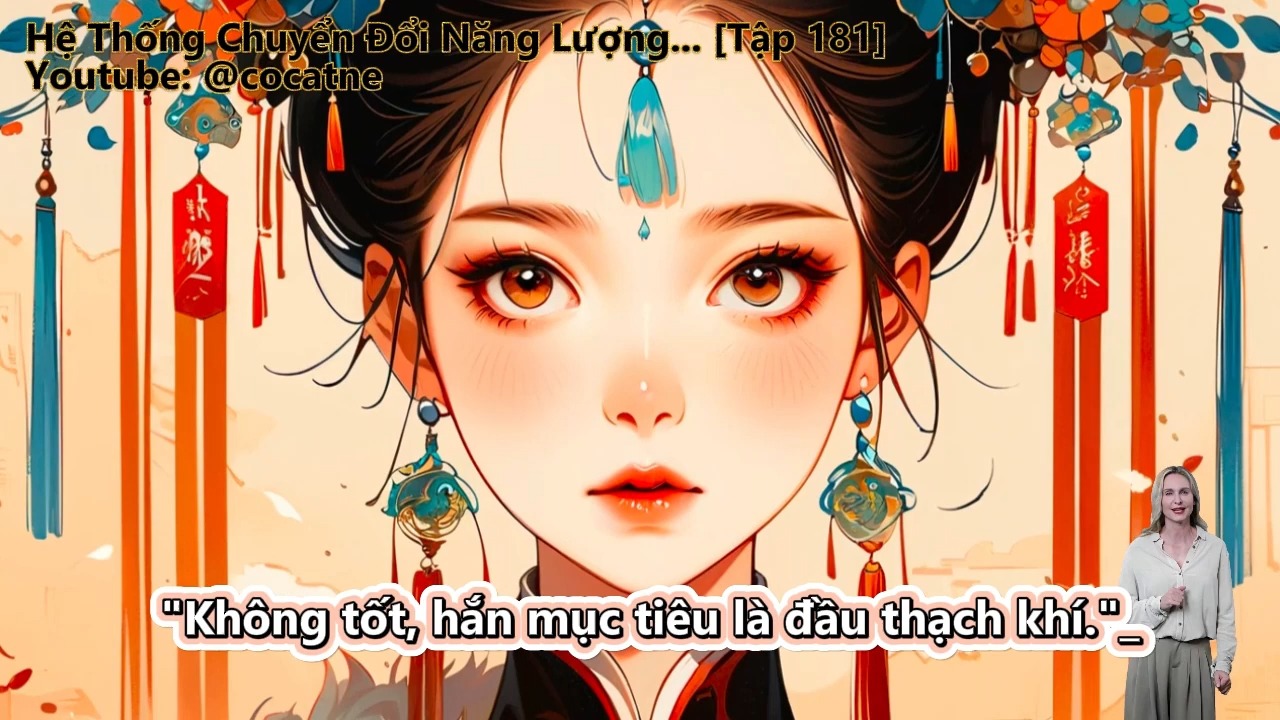 Hệ Thống Chuyển Đổi Năng Lượng... [Tập 181]
Youtube: @cocatne
"Không tốt, hắn mục tiêu là đầu thạch khí."_